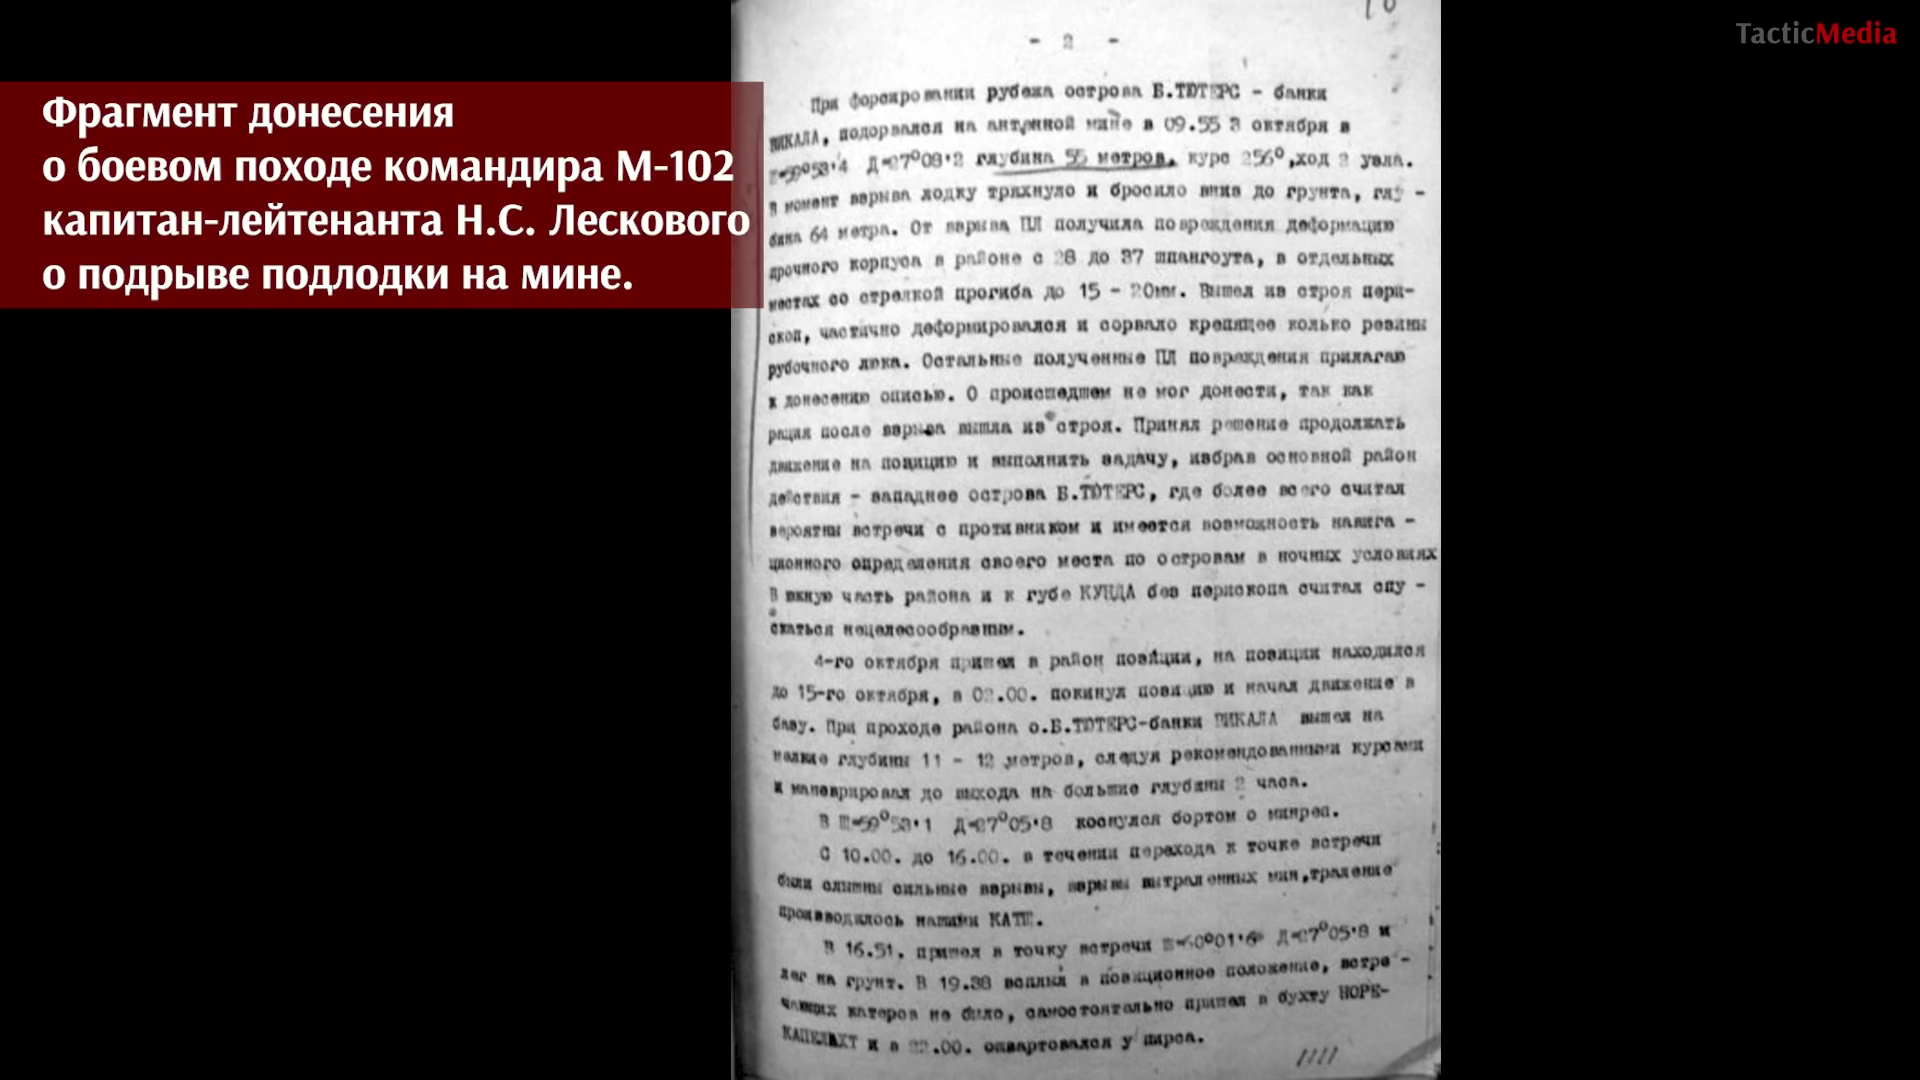 TacticMedia
Фрагмент донесения
о боевом походе командира М-102
капитан-лейтенанта Н.С. Лескового
о подрыве подлодки на мине.
- 2 -
При форсировании рубежа острова Б.ТЮТЕРС - банки
ВИКАЛА, подорвался на антенной мине в 09.55 3 октября в
Ш=59°53'4 Д=27°08'2 глубина 55 метров, курс 256°, ход 2 узла.
В момент взрыва лодку тряхнуло и бросило вниз до грунта, глу -
бина 64 метра. От взрыва ПЛ получила повреждения деформацию
прочного корпуса в районе с 28 до 37 шпангоута, в отдельных
местах со стрелкой прогиба до 15 - 20мм. Вышел из строя пери-
скоп, частично деформировался и сорвало крепящее кольцо резины
рубочного люка. Остальные полученные ПЛ повреждения прилагаю
к донесению описью. О происшедшем не мог донести, так как
рация после взрыва вышла из строя. Принял решение продолжать
движение на позицию и выполнить задачу, избрав основной район
действия - западнее острова Б.ТЮТЕРС, где более всего считал
вероятны встречи с противником и имеется возможность навига -
ционного определения своего места по островам в ночных условиях
В южную часть района и к губе КУНДА без перископа считал спу -
скаться нецелесообразным.
4-го октября пришел в район позиции, на позиции находился
до 15-го октября, в 02.00. покинул позицию и начал движение в
базу. При проходе района о.Б.ТЮТЕРС-банки ВИКАЛА вышел на
мелкие глубины 11 - 12 метров, следуя рекомендованными курсами
и маневрировал до выхода на большие глубины 2 часа.
В Ш=59°53'1 Д=27°05'8 коснулся бортом о минреп.
С 10.00. до 16.00. в течении перехода к точке встречи
были слышны сильные взрывы, взрывы вытраленных мин,траление
производилось нашими КАТЩ.
В 16.51. пришел в точку встречи Ш=60°01'6 Д=27°05'8 и
лег на грунт. В 19.38 всплыл в позиционное положение, встре -
чающих катеров не было, самостоятельно пришел в бухту НОРЕ-
КАПЕЛАХТ и в 22.00. ошвартовался у пирса.